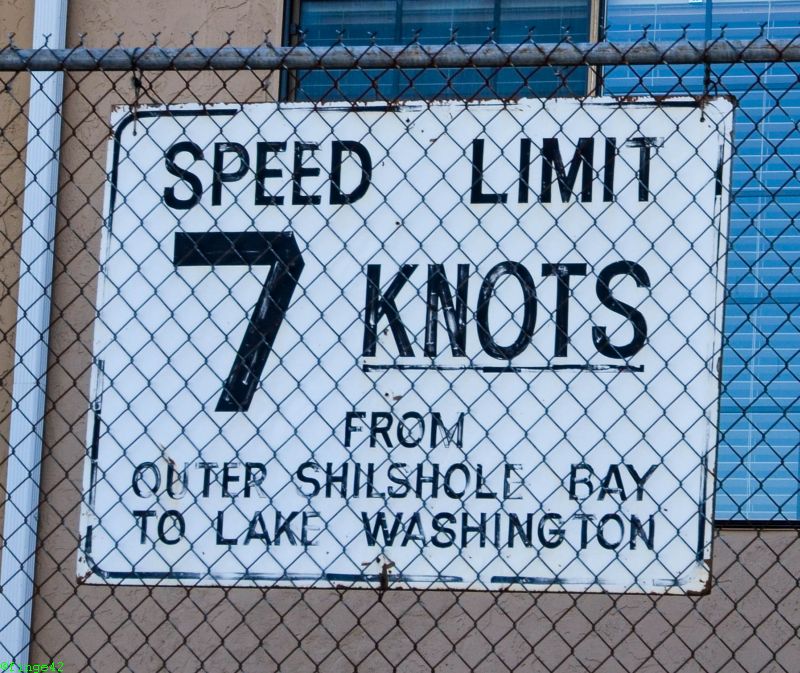 SPEED LIMIT
7 KNOTS
FROM
OUTER SHILSHOLE BAY
TO LAKE WASHINGTON